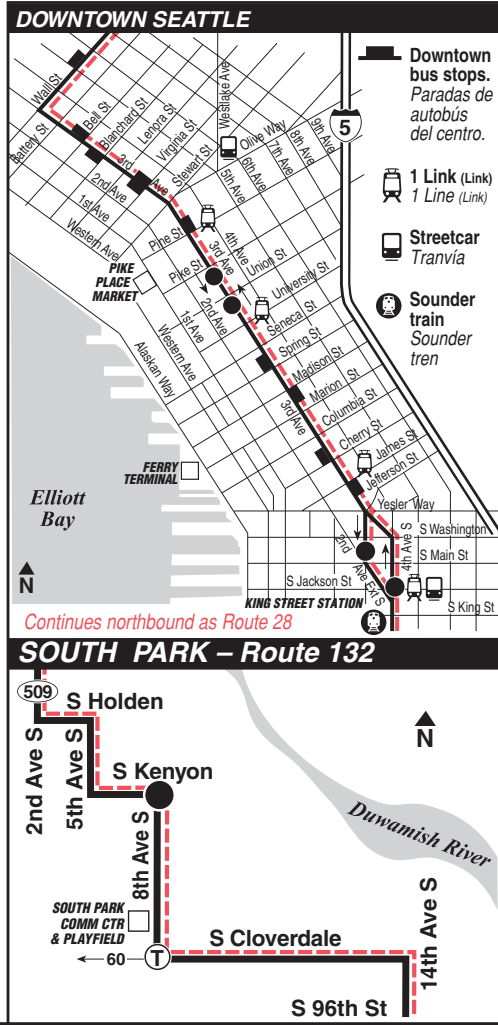 DOWNTOWN SEATTLE
Downtown
bus stops.
Paradas de
autobús
del centro.
5
1 Link (Link)
1 Line (Link)
Streetcar
Tranvía
Sounder
train
Sounder
tren
Wall St
Battery St
Bell St
Blanchard St
Lenora St
Virginia St
Stewart St
Westlake Ave
Olive Way
9th Ave
8th Ave
7th Ave
6th Ave
5th Ave
4th Ave
3rd Ave
2nd Ave
1st Ave
Western Ave
Pine St
Pike St
PIKE
PLACE
MARKET
3rd Ave
Union St
University St
2nd Ave
1st Ave
Seneca St
Western Ave
Alaskan Way
Spring St
Madison St
Marion St
3rd Ave
Columbia St
Cherry St
James St
Jefferson St
FERRY
TERMINAL
Elliott
Bay
Yesler Way
S Washington
4th Ave S
S Main St
2nd
Ave Ext S
S Jackson St
KING STREET STATION
S King St
N
Continues northbound as Route 28
SOUTH PARK – Route 132
509
S Holden
2nd Ave S
5th Ave S
S Kenyon
N
8th Ave S
Duwamish River
SOUTH PARK
COMM CTR
& PLAYFIELD
60
T
S Cloverdale
14th Ave S
S 96th St